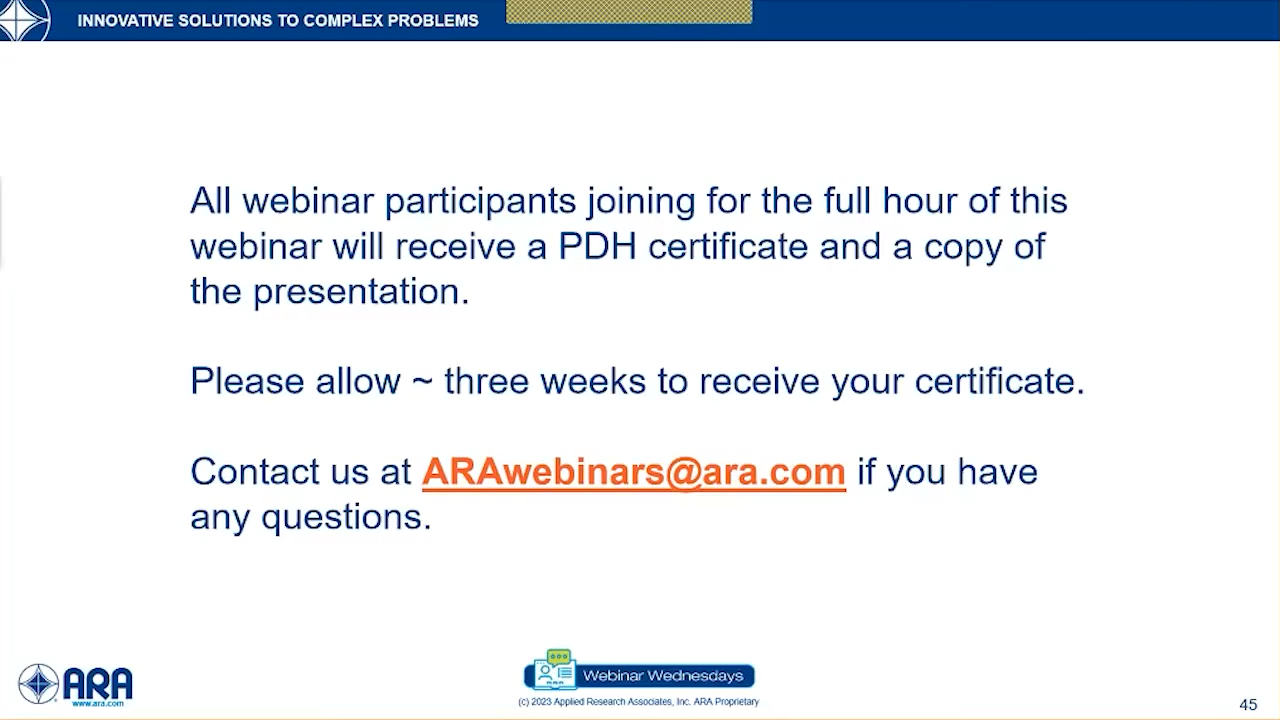 INNOVATIVE SOLUTIONS TO COMPLEX PROBLEMS
All webinar participants joining for the full hour of this
webinar will receive a PDH certificate and a copy of
the presentation.
Please allow ~ three weeks to receive your certificate.
Contact us at ARAwebinars@ara.com if you have
any questions.
ARA
www.ara.com
ARA
Webinar Wednesdays
(c) 2023 Applied Research Associates, Inc. ARA Proprietary
45